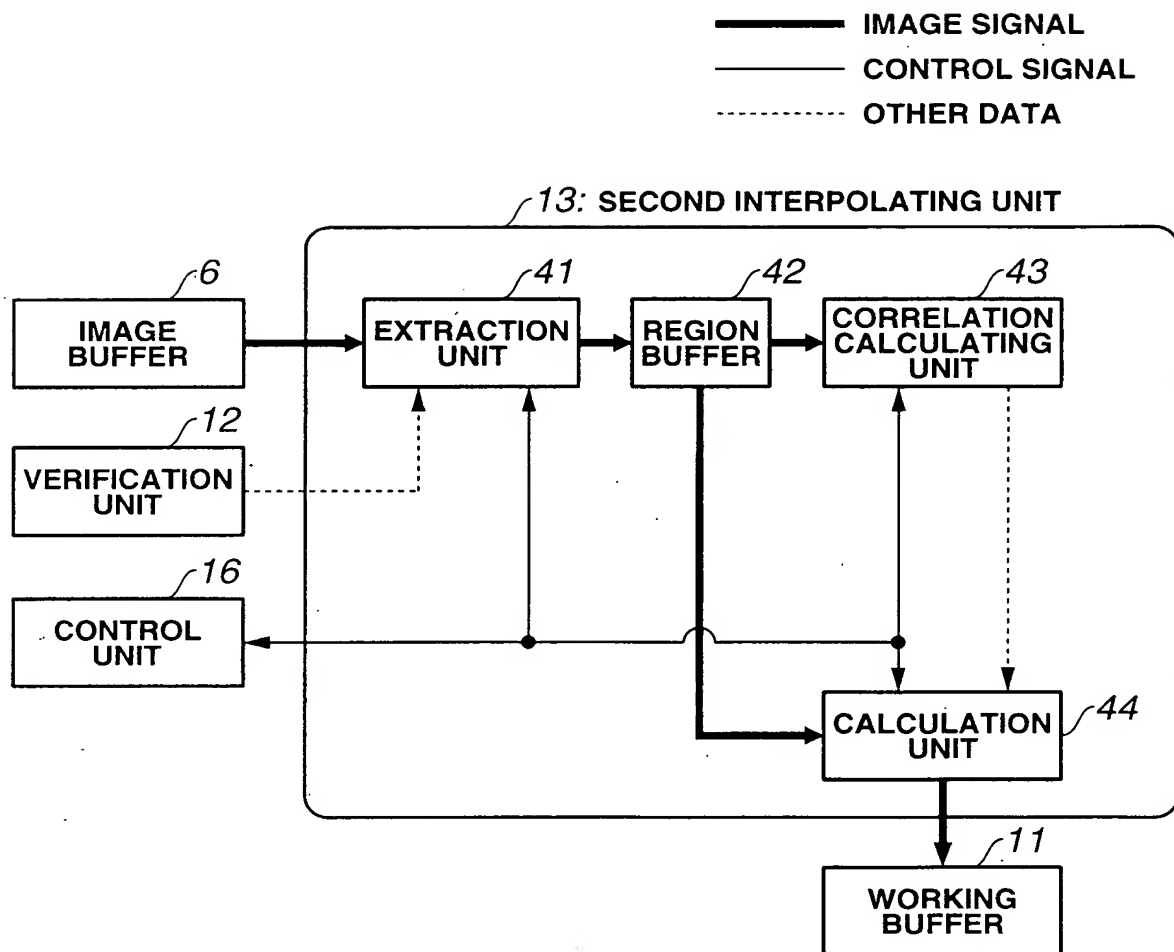 IMAGE SIGNAL
CONTROL SIGNAL
OTHER DATA
13: SECOND INTERPOLATING UNIT
6
IMAGE
BUFFER
41
EXTRACTION
UNIT
42
REGION
BUFFER
43
CORRELATION
CALCULATING
UNIT
12
VERIFICATION
UNIT
16
CONTROL
UNIT
CALCULATION
UNIT
44
11
WORKING
BUFFER